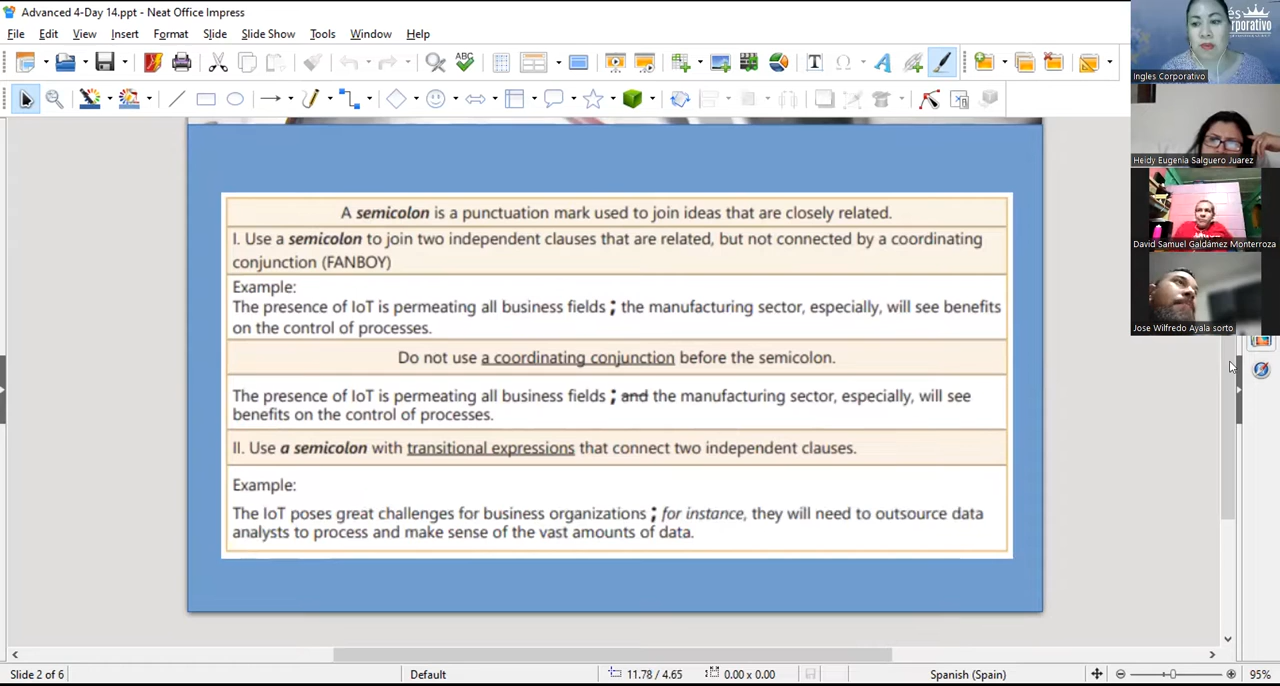 Advanced 4-Day 14.ppt - Neat Office Impress
File Edit View Insert Format Slide Slide Show Tools Window Help
A semicolon is a punctuation mark used to join ideas that are closely related.
I. Use a semicolon to join two independent clauses that are related, but not connected by a coordinating
conjunction (FANBOY)
Example:
The presence of IoT is permeating all business fields ; the manufacturing sector, especially, will see benefits
on the control of processes.
Do not use a coordinating conjunction before the semicolon.
The presence of IoT is permeating all business fields ; and the manufacturing sector, especially, will see
benefits on the control of processes.
II. Use a semicolon with transitional expressions that connect two independent clauses.
Example:
The IoT poses great challenges for business organizations ; for instance, they will need to outsource data
analysts to process and make sense of the vast amounts of data.
Slide 2 of 6 Default 11.78 / 4.65 0.00 x 0.00 Spanish (Spain) 95%
Ingles Corporativo
Heidy Eugenia Salguero Juarez
David Samuel Galdámez Monterroza
Jose Wilfredo Ayala sorto